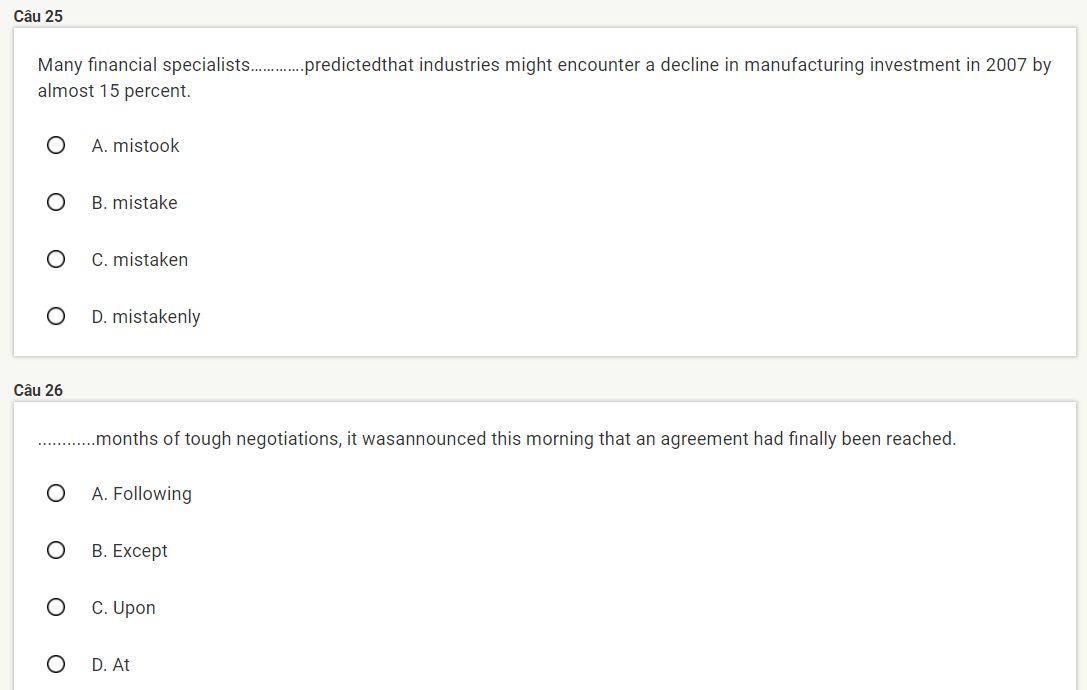 Câu 25
Many financial specialists.............predictedthat industries might encounter a decline in manufacturing investment in 2007 by
almost 15 percent.
A. mistook
B. mistake
C. mistaken
D. mistakenly
Câu 26
............months of tough negotiations, it wasannounced this morning that an agreement had finally been reached.
A. Following
B. Except
C. Upon
D. At